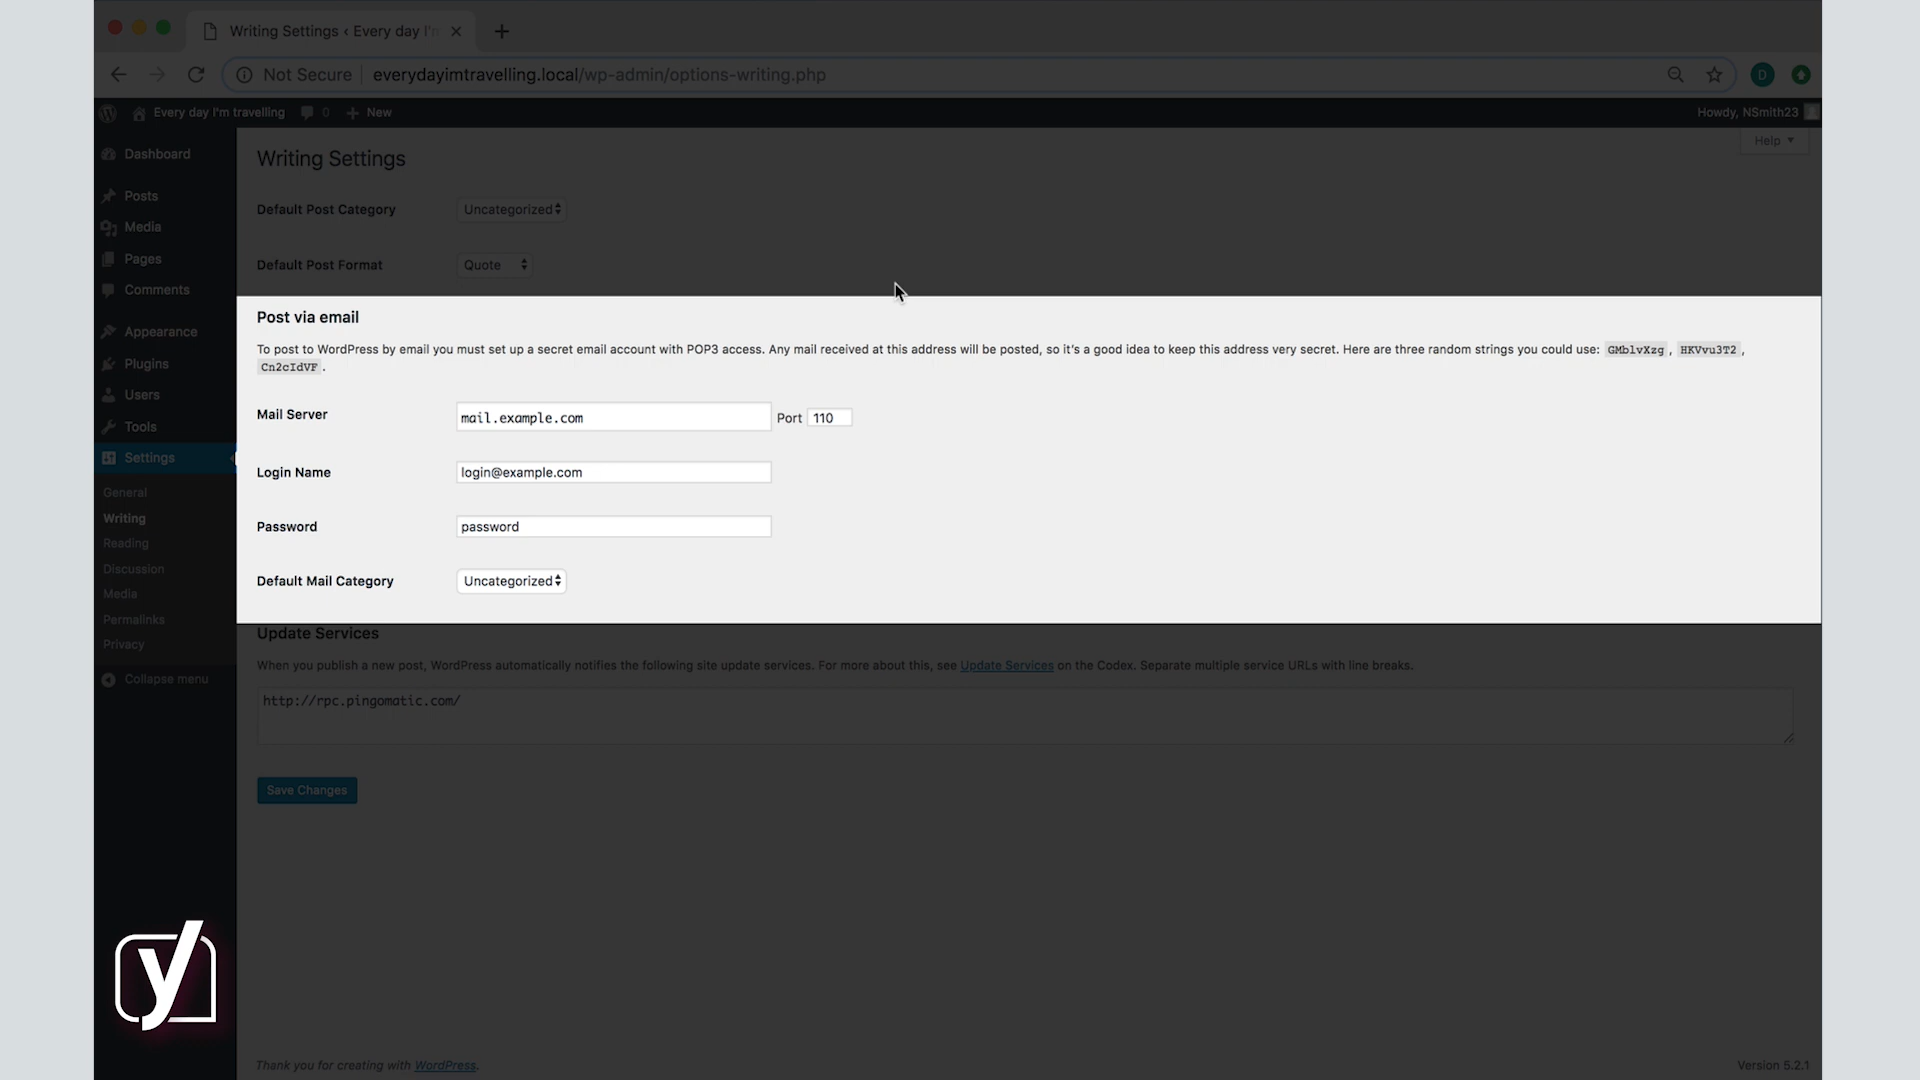 Writing Settings ‹ Every day I'm
Not Secure
everydayimtravelling.local/wp-admin/options-writing.php
D
Every day I'm travelling
0
New
Howdy, NSmith23
Help
Dashboard
Posts
Media
Pages
Comments
Appearance
Plugins
Users
Tools
Settings
General
Writing
Reading
Discussion
Media
Permalinks
Privacy
Collapse menu
Writing Settings
Default Post Category
Uncategorized
Default Post Format
Quote
Post via email
To post to WordPress by email you must set up a secret email account with POP3 access. Any mail received at this address will be posted, so it's a good idea to keep this address very secret. Here are three random strings you could use: GMblvXzg , HKVvu3T2 ,
Cn2cIdVF .
Mail Server
mail.example.com
Port
110
Login Name
login@example.com
Password
password
Default Mail Category
Uncategorized
Update Services
When you publish a new post, WordPress automatically notifies the following site update services. For more about this, see Update Services on the Codex. Separate multiple service URLs with line breaks.
http://rpc.pingomatic.com/
Save Changes
y
Thank you for creating with WordPress.
Version 5.2.1